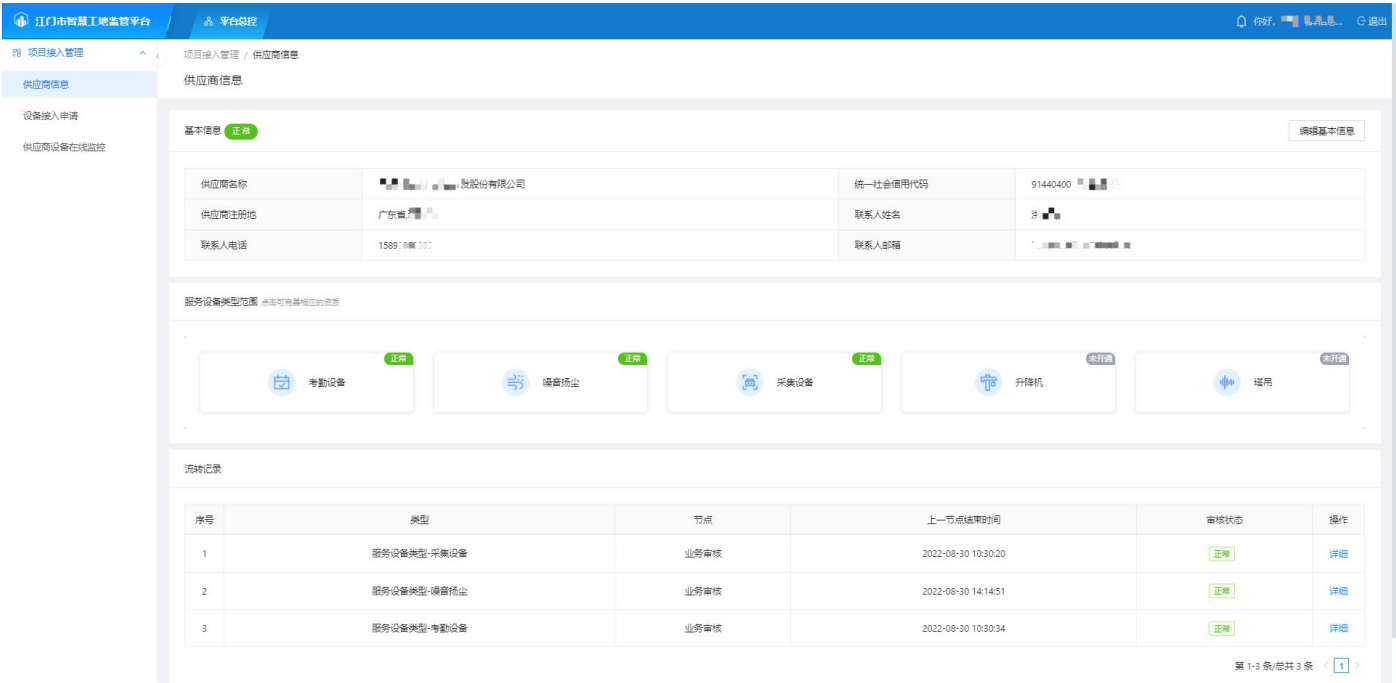 江门市智慧工地监管平台 平台总控 你好, 退出
项目接入管理
供应商信息
设备接入申请
供应商设备在线监控
项目接入管理 / 供应商信息
供应商信息
基本信息 正常 编辑基本信息
供应商名称 股份有限公司 统一社会信用代码 91440400
供应商注册地 广东省, 联系人姓名
联系人电话 1589 联系人邮箱
服务设备类型范围 点击可完善相应的资质
考勤设备 正常 噪音扬尘 正常 采集设备 正常 升降机 未开通 塔吊 未开通
流转记录
序号 类型 节点 上一节点结束时间 审核状态 操作
1 服务设备类型-采集设备 业务审核 2022-08-30 10:30:20 正常 详细
2 服务设备类型-噪音扬尘 业务审核 2022-08-30 14:14:51 正常 详细
3 服务设备类型-考勤设备 业务审核 2022-08-30 10:30:34 正常 详细
第 1-3 条/总共 3 条 < 1 >